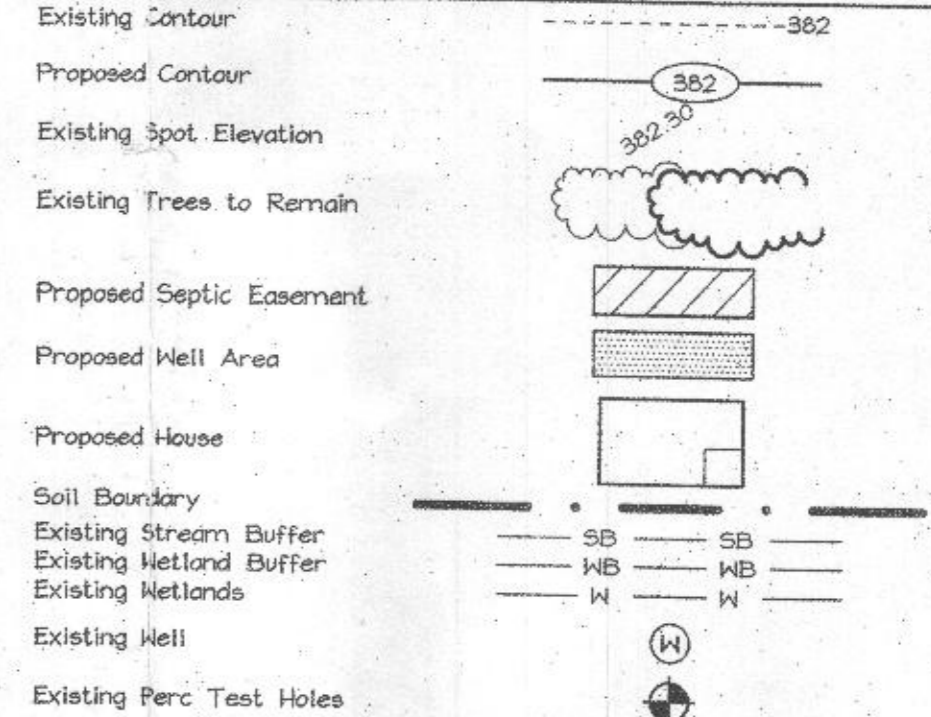 Existing Contour ------382
Proposed Contour 382
Existing Spot Elevation 382.30
Existing Trees to Remain
Proposed Septic Easement
Proposed Well Area
Proposed House
Soil Boundary
Existing Stream Buffer SB SB
Existing Wetland Buffer WB WB
Existing Wetlands W W
Existing Well W
Existing Perc Test Holes